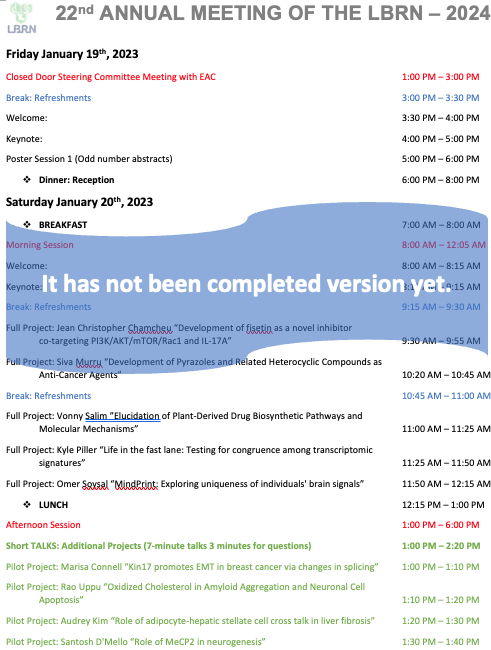 LBRN
22nd ANNUAL MEETING OF THE LBRN – 2024
Friday January 19th, 2023
Closed Door Steering Committee Meeting with EAC 1:00 PM – 3:00 PM
Break: Refreshments 3:00 PM – 3:30 PM
Welcome: 3:30 PM – 4:00 PM
Keynote: 4:00 PM – 5:00 PM
Poster Session 1 (Odd number abstracts) 5:00 PM – 6:00 PM
❖ Dinner: Reception 6:00 PM – 8:00 PM
Saturday January 20th, 2023
❖ BREAKFAST 7:00 AM – 8:00 AM
Morning Session 8:00 AM – 12:05 AM
Welcome: 8:00 AM – 8:15 AM
It has not been completed version yet.
Keynote:
Break: Refreshments 9:15 AM – 9:30 AM
Full Project: Jean Christopher Chamcheu "Development of fisetin as a novel inhibitor
co-targeting PI3K/AKT/mTOR/Rac1 and IL-17A" 9:30 AM – 9:55 AM
Full Project: Siva Murru "Development of Pyrazoles and Related Heterocyclic Compounds as
Anti-Cancer Agents" 10:20 AM – 10:45 AM
Break: Refreshments 10:45 AM – 11:00 AM
Full Project: Vonny Salim "Elucidation of Plant-Derived Drug Biosynthetic Pathways and
Molecular Mechanisms" 11:00 AM – 11:25 AM
Full Project: Kyle Piller "Life in the fast lane: Testing for congruence among transcriptomic
signatures" 11:25 AM – 11:50 AM
Full Project: Omer Soysal "MindPrint: Exploring uniqueness of individuals' brain signals" 11:50 AM – 12:15 AM
❖ LUNCH 12:15 PM – 1:00 PM
Afternoon Session 1:00 PM – 6:00 PM
Short TALKS: Additional Projects (7-minute talks 3 minutes for questions) 1:00 PM – 2:20 PM
Pilot Project: Marisa Connell "Kin17 promotes EMT in breast cancer via changes in splicing" 1:00 PM – 1:10 PM
Pilot Project: Rao Uppu "Oxidized Cholesterol in Amyloid Aggregation and Neuronal Cell
Apoptosis" 1:10 PM – 1:20 PM
Pilot Project: Audrey Kim "Role of adipocyte-hepatic stellate cell cross talk in liver fibrosis" 1:20 PM – 1:30 PM
Pilot Project: Santosh D'Mello "Role of MeCP2 in neurogenesis" 1:30 PM – 1:40 PM